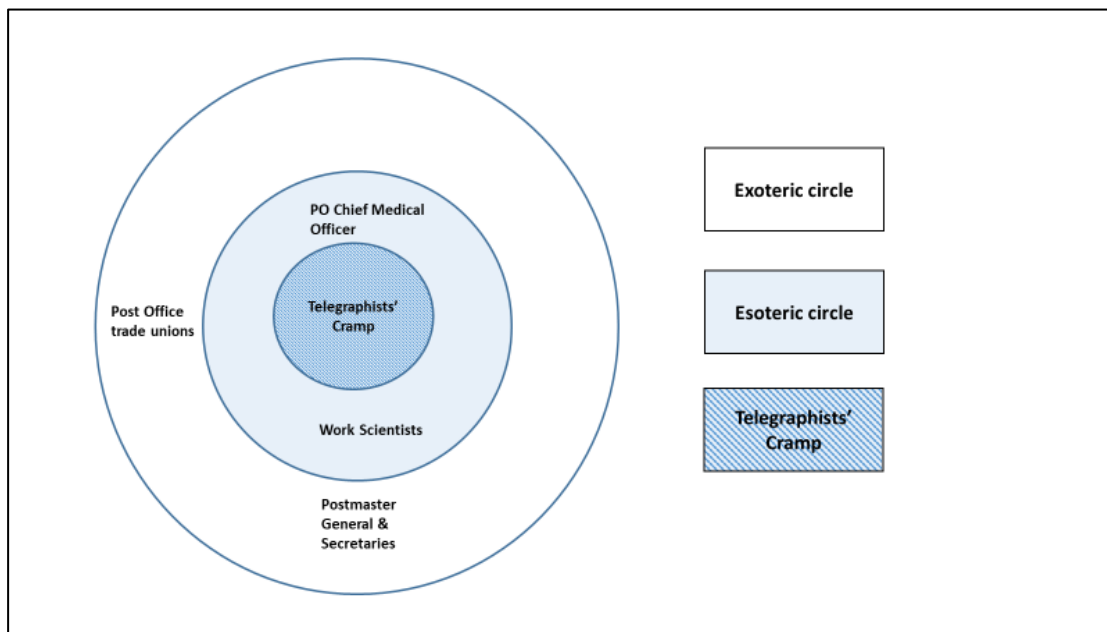 PO Chief Medical
Officer
Telegraphists’
Cramp
Post Office
trade unions
Work Scientists
Postmaster
General &
Secretaries
Exoteric circle
Esoteric circle
Telegraphists’
Cramp